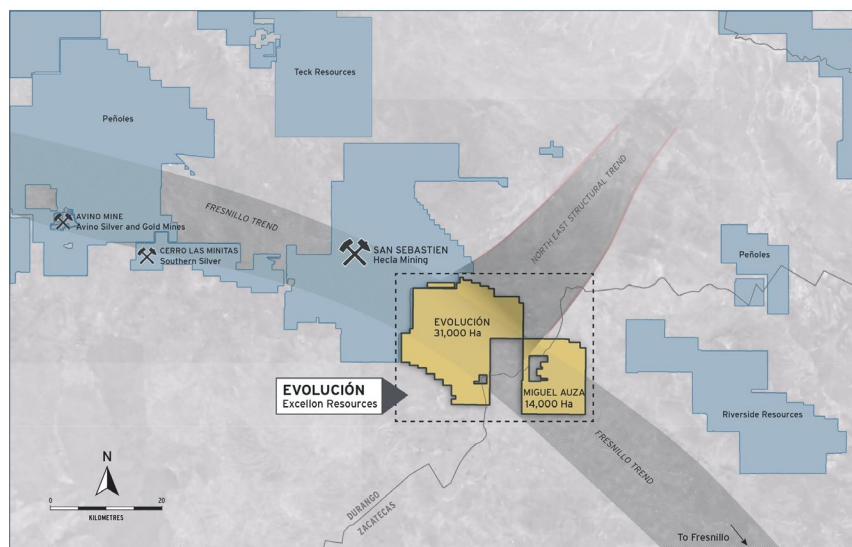 Teck Resources
Peñoles
FRESNILLO TREND
NORTH EAST STRUCTURAL TREND
AVINO MINE
Avino Silver and Gold Mines
CERRO LAS MINITAS
Southern Silver
SAN SEBASTIEN
Hecla Mining
Peñoles
EVOLUCIÓN
31,000 Ha
EVOLUCIÓN
Excellon Resources
MIGUEL AUZA
14,000 Ha
Riverside Resources
FRESNILLO TREND
N
0
20
KILOMETRES
DURANGO
ZACATECAS
To Fresnillo